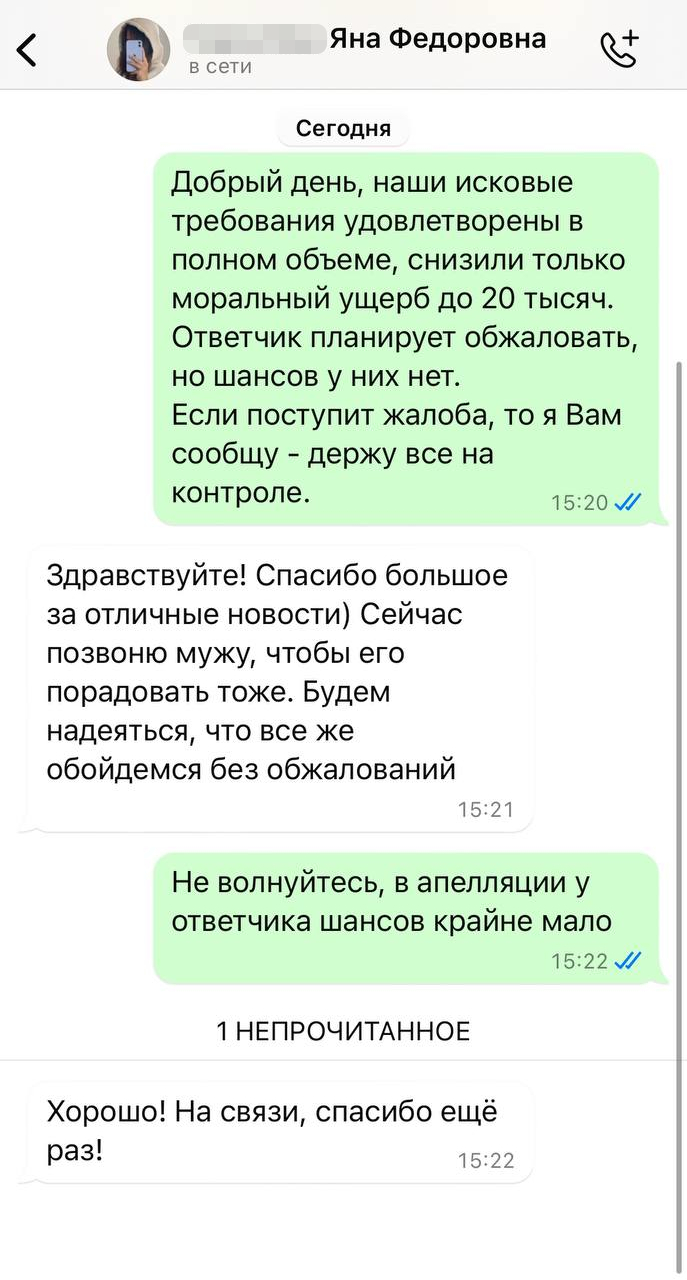 Яна Федоровна
в сети
Сегодня
Добрый день, наши исковые
требования удовлетворены в
полном объеме, снизили только
моральный ущерб до 20 тысяч.
Ответчик планирует обжаловать,
но шансов у них нет.
Если поступит жалоба, то я Вам
сообщу - держу все на
контроле.
15:20
Здравствуйте! Спасибо большое
за отличные новости) Сейчас
позвоню мужу, чтобы его
порадовать тоже. Будем
надеяться, что все же
обойдемся без обжалований
15:21
Не волнуйтесь, в апелляции у
ответчика шансов крайне мало
15:22
1 НЕПРОЧИТАННОЕ
Хорошо! На связи, спасибо ещё
раз!
15:22